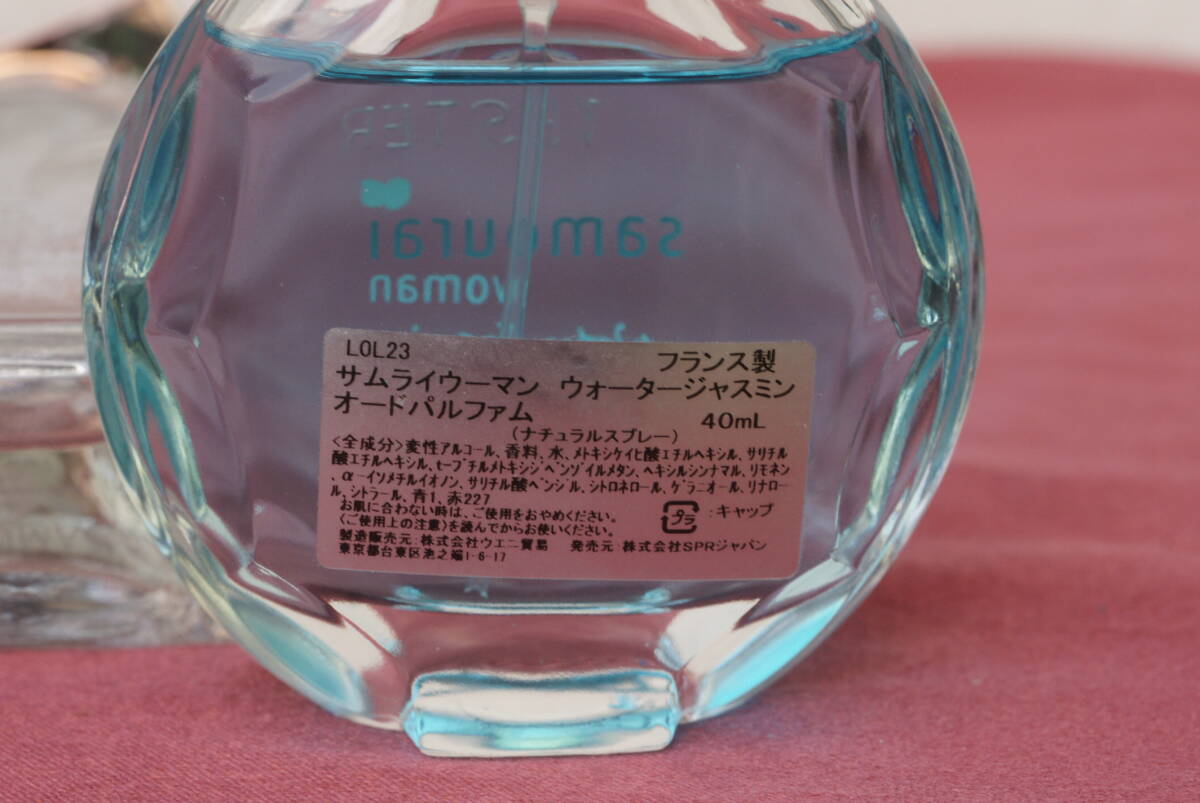 TESTER
samourai
woman
LOL23 フランス製
サムライウーマン ウォータージャスミン
オードパルファム 40mL
(ナチュラルスプレー)
<全成分>変性アルコール、香料、水、メトキシケイヒ酸エチルヘキシル、サリチル
酸エチルヘキシル、t-ブチルメトキシジベンゾイルメタン、ヘキシルシンナマル、リモネン
、α-イソメチルイオノン、サリチル酸ベンジル、シトロネロール、ゲラニオール、リナロー
ル、シトラール、青1、赤227
お肌に合わない時は、ご使用をおやめください。
〈ご使用上の注意〉を読んでからお使いください。
プラ :キャップ
製造販売元:株式会社ウエニ貿易 発売元:株式会社SPRジャパン
東京都台東区池之端1-6-17